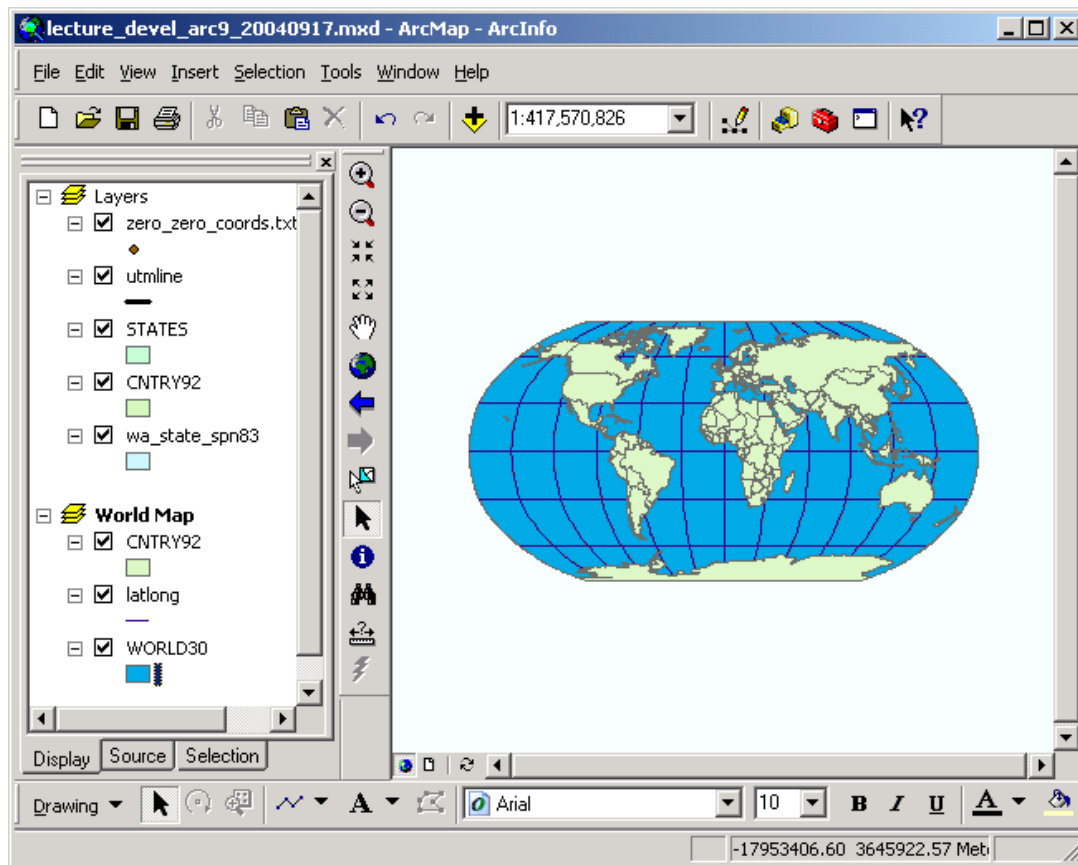 lecture_devel_arc9_20040917.mxd - ArcMap - ArcInfo
File Edit View Insert Selection Tools Window Help
1:417,570,826
Layers
zero_zero_coords.txt
utmline
STATES
CNTRY92
wa_state_spn83
World Map
CNTRY92
latlong
WORLD30
Display Source Selection
Drawing A Arial 10 B I U A
-17953406.60 3645922.57 Met